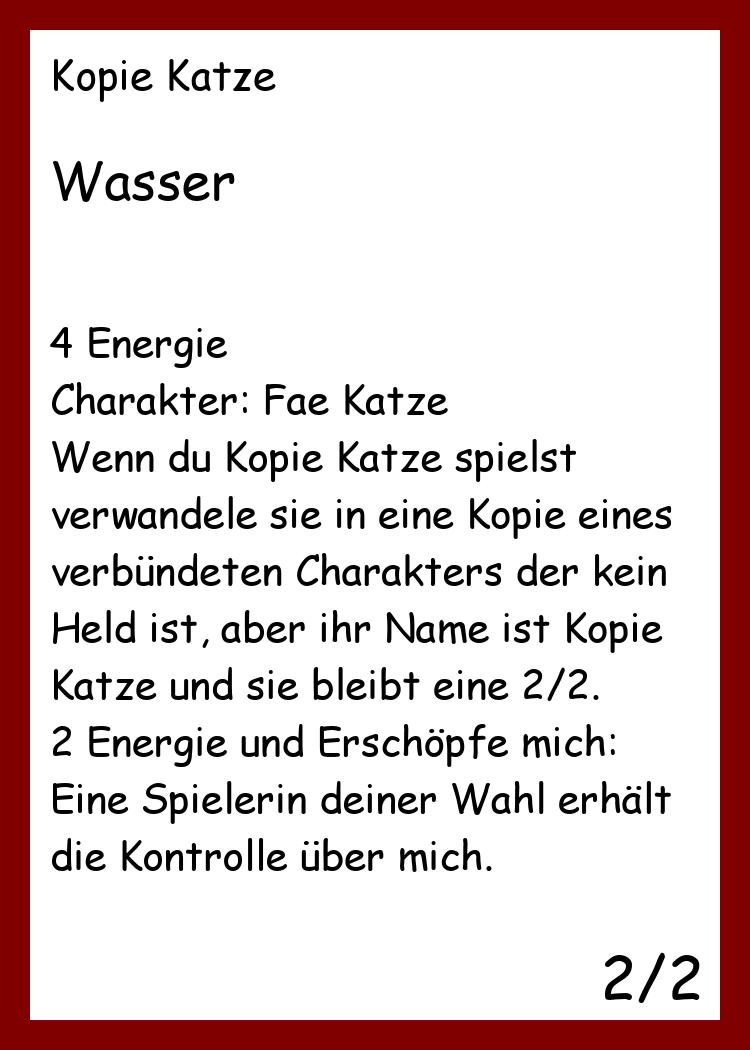 Kopie Katze
Wasser
4 Energie
Charakter: Fae Katze
Wenn du Kopie Katze spielst
verwandele sie in eine Kopie eines
verbündeten Charakters der kein
Held ist, aber ihr Name ist Kopie
Katze und sie bleibt eine 2/2.
2 Energie und Erschöpfe mich:
Eine Spielerin deiner Wahl erhält
die Kontrolle über mich.
2/2